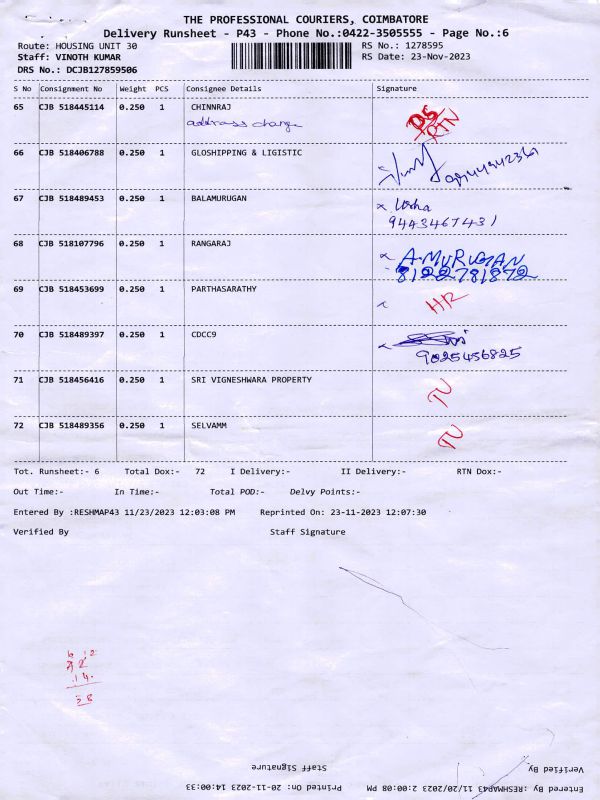 THE PROFESSIONAL COURIERS, COIMBATORE
Delivery Runsheet - P43 - Phone No.:0422-3505555 - Page No.:6
Route: HOUSING UNIT 30 RS No.: 1278595
Staff: VINOTH KUMAR RS Date: 23-Nov-2023
DRS No.: DCJB127859506
S No Consignment No Weight PCS Consignee Details Signature
65 CJB 518445114 0.250 1 CHINNRAJ
address change RTN
66 CJB 518406788 0.250 1 GLOSHIPPING & LIGISTIC
67 CJB 518489453 0.250 1 BALAMURUGAN Usha
9443467431
68 CJB 518107796 0.250 1 RANGARAJ A.MURUGAN
8122781872
69 CJB 518453699 0.250 1 PARTHASARATHY HR
70 CJB 518489397 0.250 1 CDCC9
9025456825
71 CJB 518456416 0.250 1 SRI VIGNESHWARA PROPERTY TU
72 CJB 518489356 0.250 1 SELVAMM TU
Tot. Runsheet:- 6 Total Dox:- 72 I Delivery:- II Delivery:- RTN Dox:-
Out Time:- In Time:- Total POD:- Delvy Points:-
Entered By :RESHMAP43 11/23/2023 12:03:08 PM Reprinted On: 23-11-2023 12:07:30
Verified By Staff Signature
Staff Signature Verified By
Printed On: 20-11-2023 14:00:33 Entered By :RESHMAP43 11/20/2023 2:00:08 PM